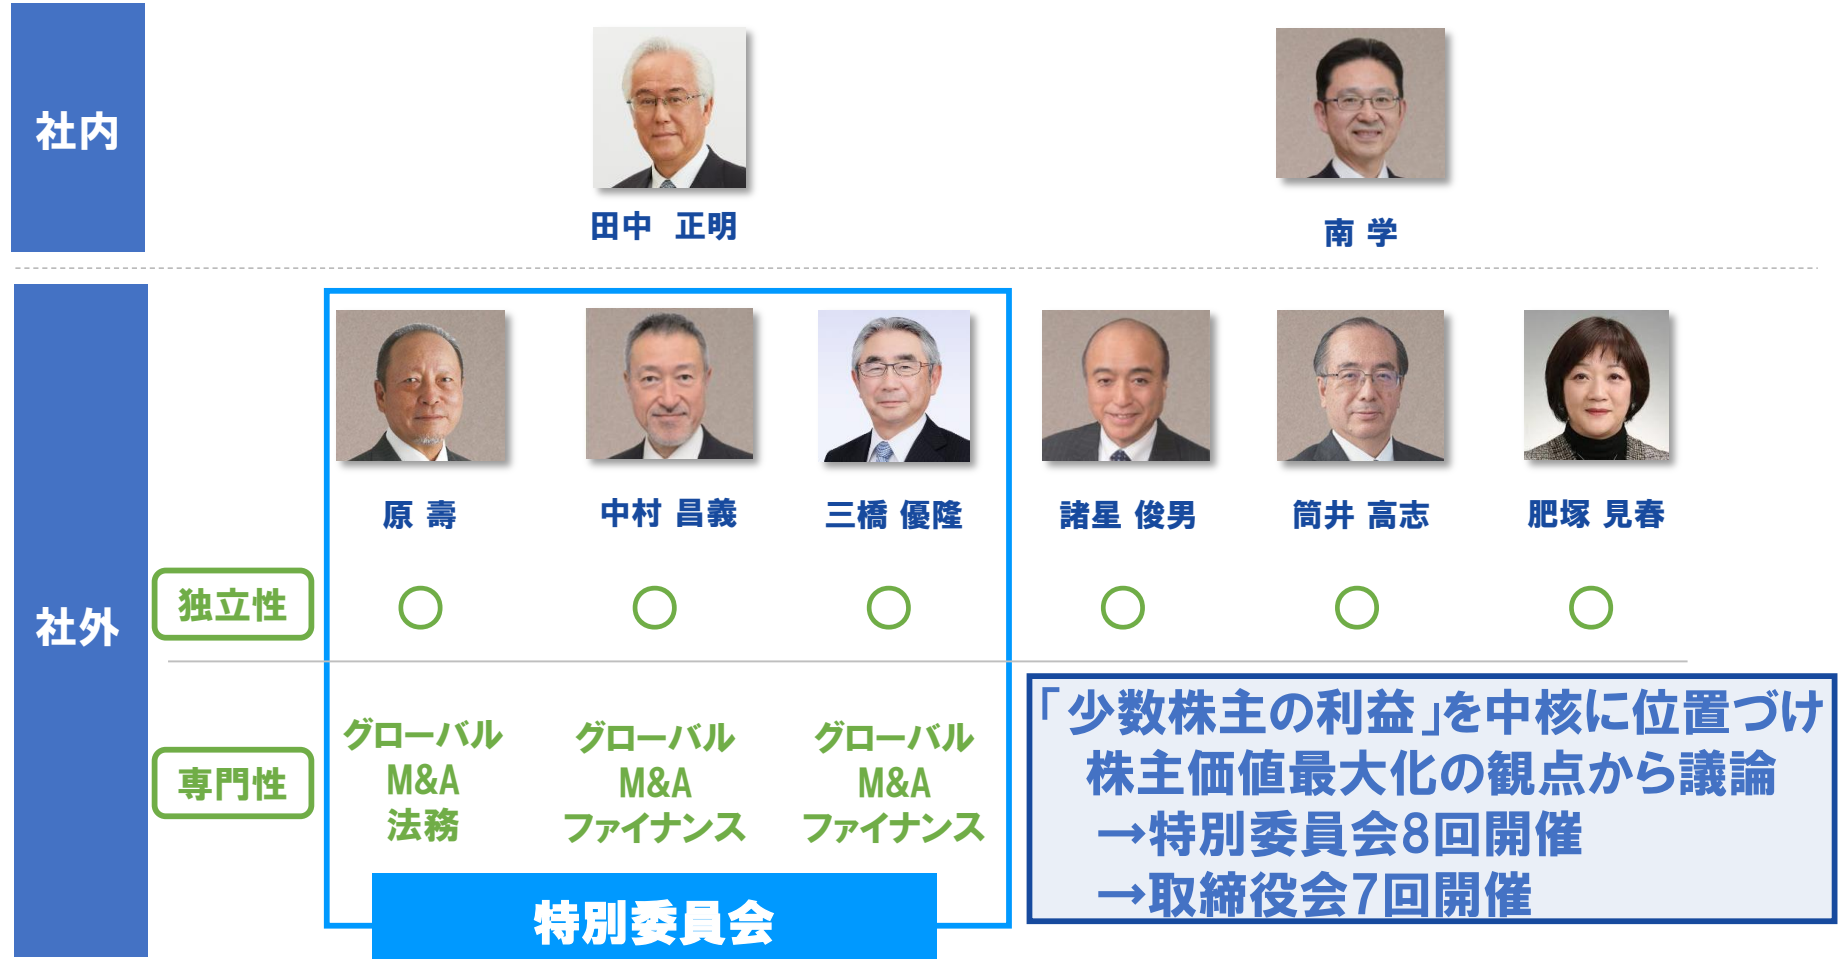 社内
田中　正明
南 学
社外
原 壽
中村 昌義
三橋 優隆
諸星 俊男
筒井 高志
肥塚 見春
独立性
○ ○ ○ ○ ○ ○
専門性
グローバル
M&A
法務
グローバル
M&A
ファイナンス
グローバル
M&A
ファイナンス
特別委員会
「少数株主の利益」を中核に位置づけ
株主価値最大化の観点から議論
→特別委員会8回開催
→取締役会7回開催